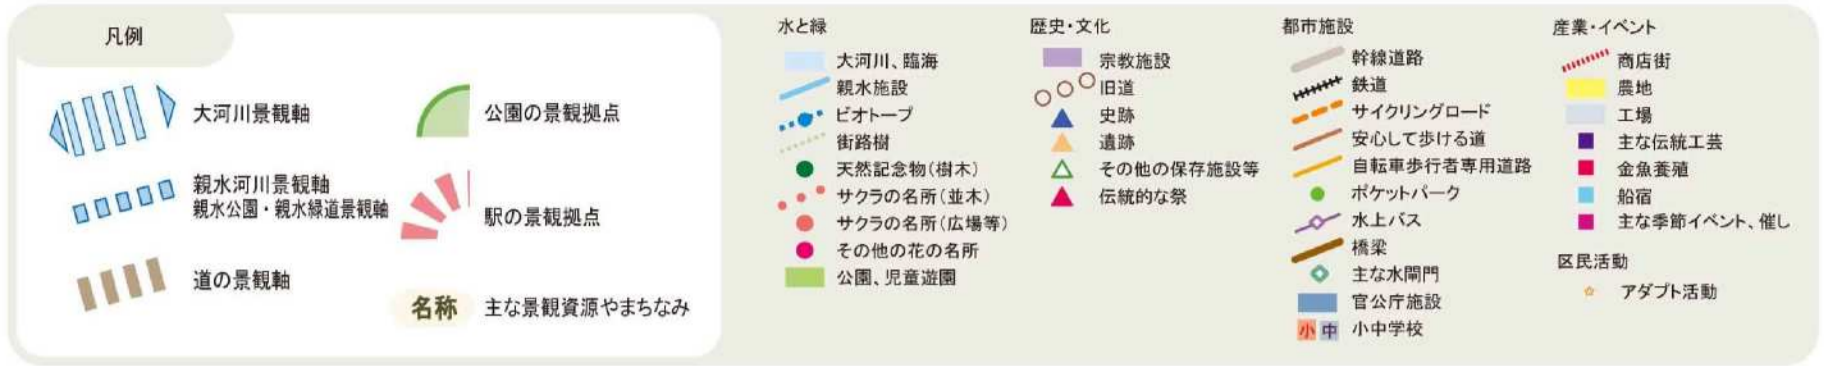 凡例
大河川景観軸
親水河川景観軸
親水公園・親水緑道景観軸
道の景観軸
公園の景観拠点
駅の景観拠点
名称 主な景観資源やまちなみ
水と緑
大河川、臨海
親水施設
ビオトープ
街路樹
天然記念物(樹木)
サクラの名所(並木)
サクラの名所(広場等)
その他の花の名所
公園、児童遊園
歴史・文化
宗教施設
旧道
史跡
遺跡
その他の保存施設等
伝統的な祭
都市施設
幹線道路
鉄道
サイクリングロード
安心して歩ける道
自転車歩行者専用道路
ポケットパーク
水上バス
橋梁
主な水閘門
官公庁施設
小 中 小中学校
産業・イベント
商店街
農地
工場
主な伝統工芸
金魚養殖
船宿
主な季節イベント、催し
区民活動
アダプト活動